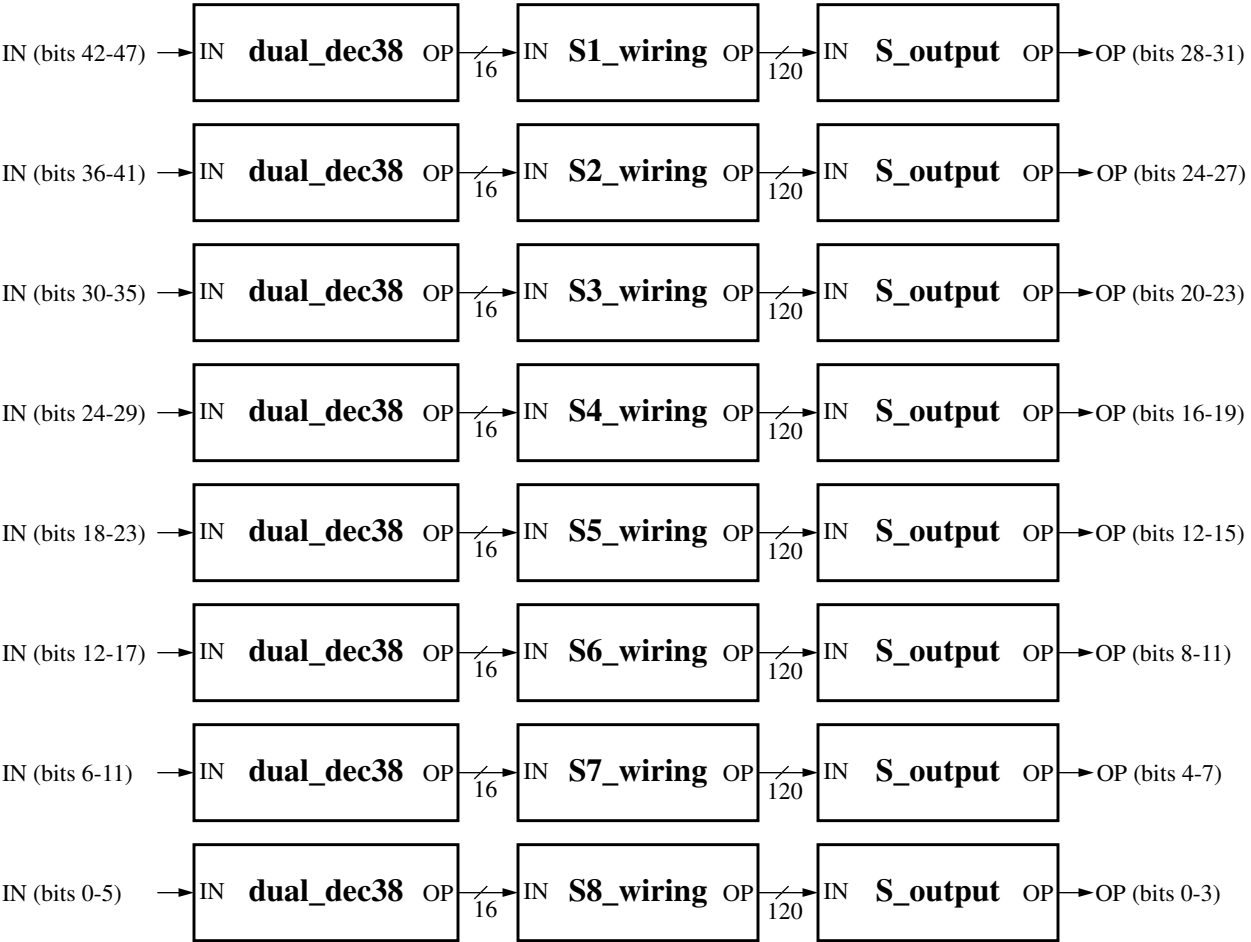 IN (bits 42-47) IN dual_dec38 OP 16 IN S1_wiring OP 120 IN S_output OP OP (bits 28-31)
IN (bits 36-41) IN dual_dec38 OP 16 IN S2_wiring OP 120 IN S_output OP OP (bits 24-27)
IN (bits 30-35) IN dual_dec38 OP 16 IN S3_wiring OP 120 IN S_output OP OP (bits 20-23)
IN (bits 24-29) IN dual_dec38 OP 16 IN S4_wiring OP 120 IN S_output OP OP (bits 16-19)
IN (bits 18-23) IN dual_dec38 OP 16 IN S5_wiring OP 120 IN S_output OP OP (bits 12-15)
IN (bits 12-17) IN dual_dec38 OP 16 IN S6_wiring OP 120 IN S_output OP OP (bits 8-11)
IN (bits 6-11) IN dual_dec38 OP 16 IN S7_wiring OP 120 IN S_output OP OP (bits 4-7)
IN (bits 0-5) IN dual_dec38 OP 16 IN S8_wiring OP 120 IN S_output OP OP (bits 0-3)